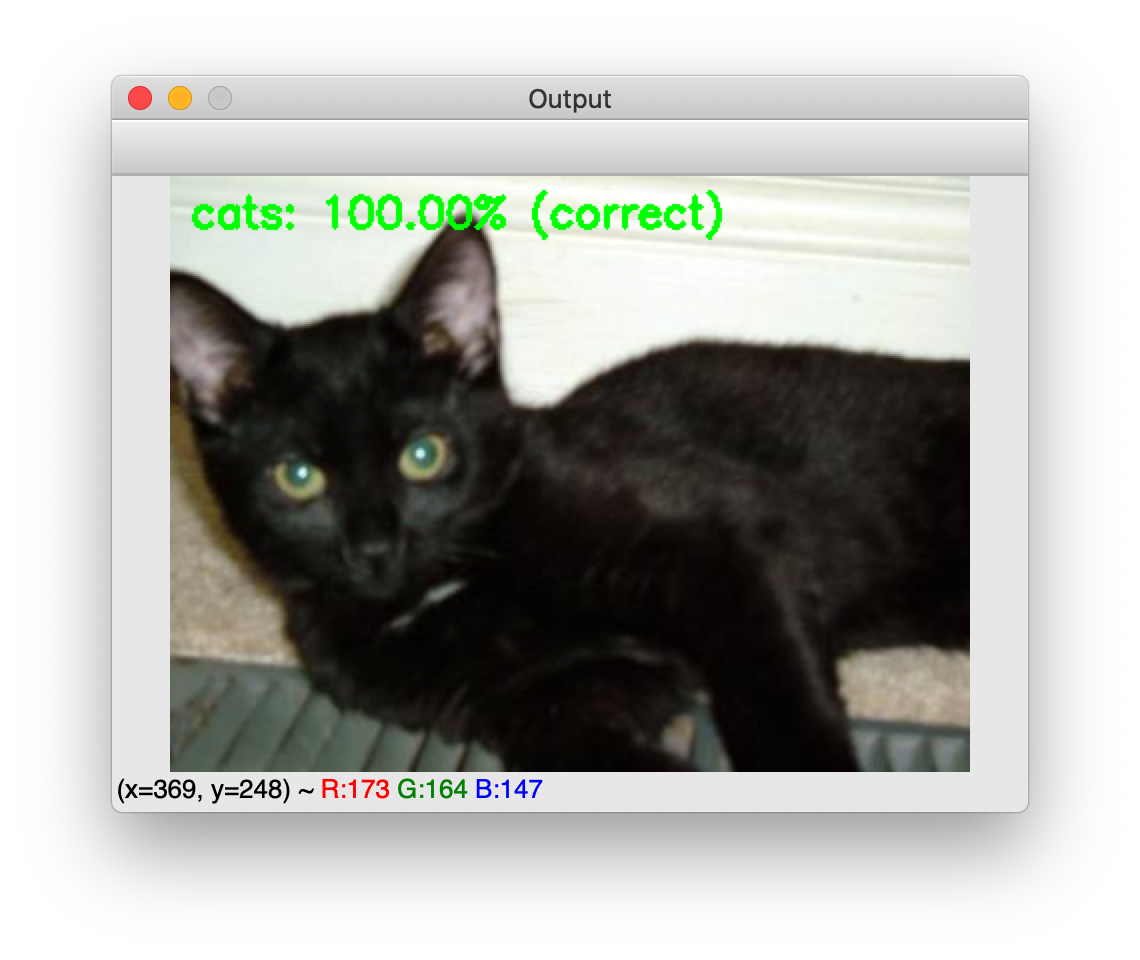 Output
cats: 100.00% (correct)
(x=369, y=248) ~ R:173 G:164 B:147